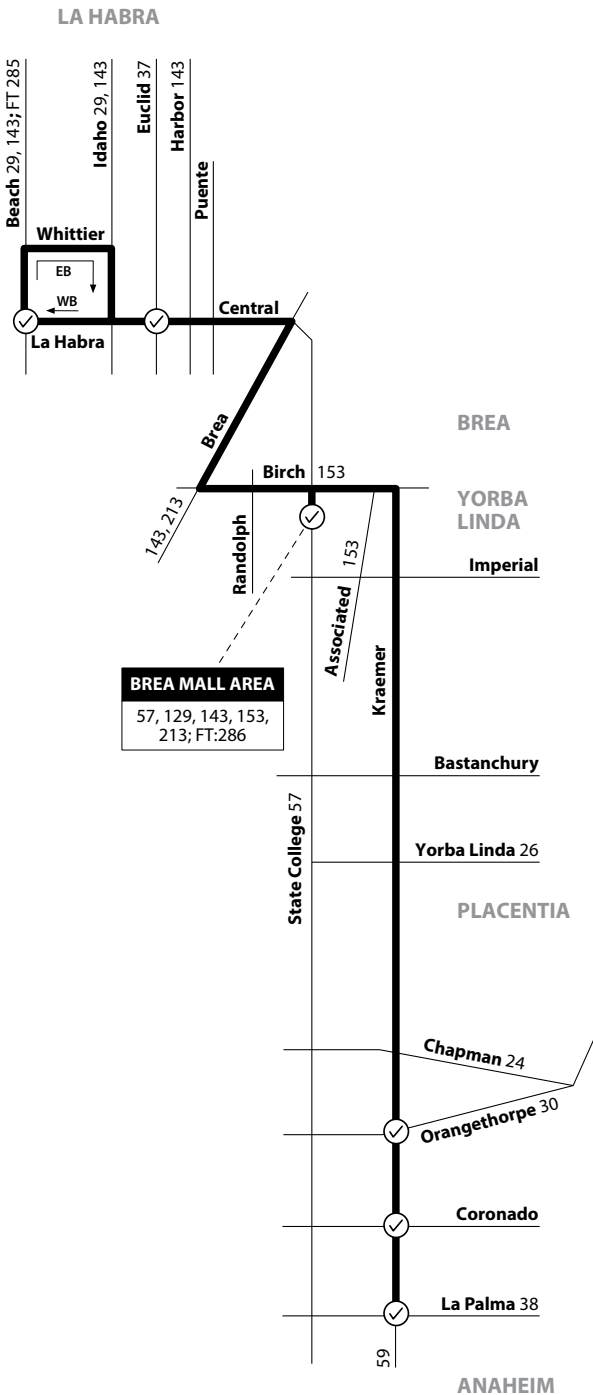 LA HABRA
Beach 29, 143; FT 285
Idaho 29, 143
Euclid 37
Harbor 143
Puente
Whittier
EB
WB
La Habra
Central
Brea
BREA
Birch 153
YORBA
LINDA
143, 213
Randolph
Associated 153
Imperial
Kraemer
BREA MALL AREA
57, 129, 143, 153,
213; FT:286
Bastanchury
State College 57
Yorba Linda 26
PLACENTIA
Chapman 24
Orangethorpe 30
Coronado
La Palma 38
59
ANAHEIM